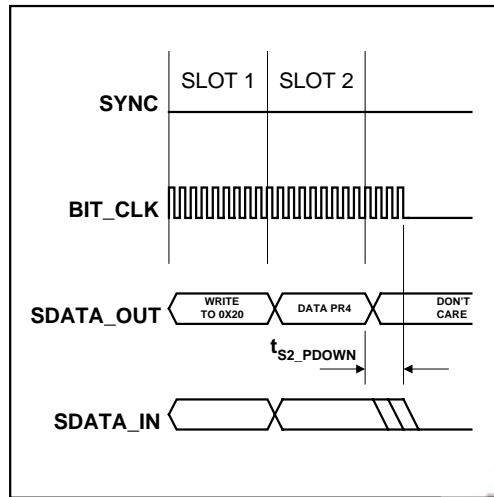 SLOT 1 SLOT 2
SYNC
BIT_CLK
SDATA_OUT
WRITE
TO 0X20
DATA PR4
DON'T
CARE
tS2_PDOWN
SDATA_IN